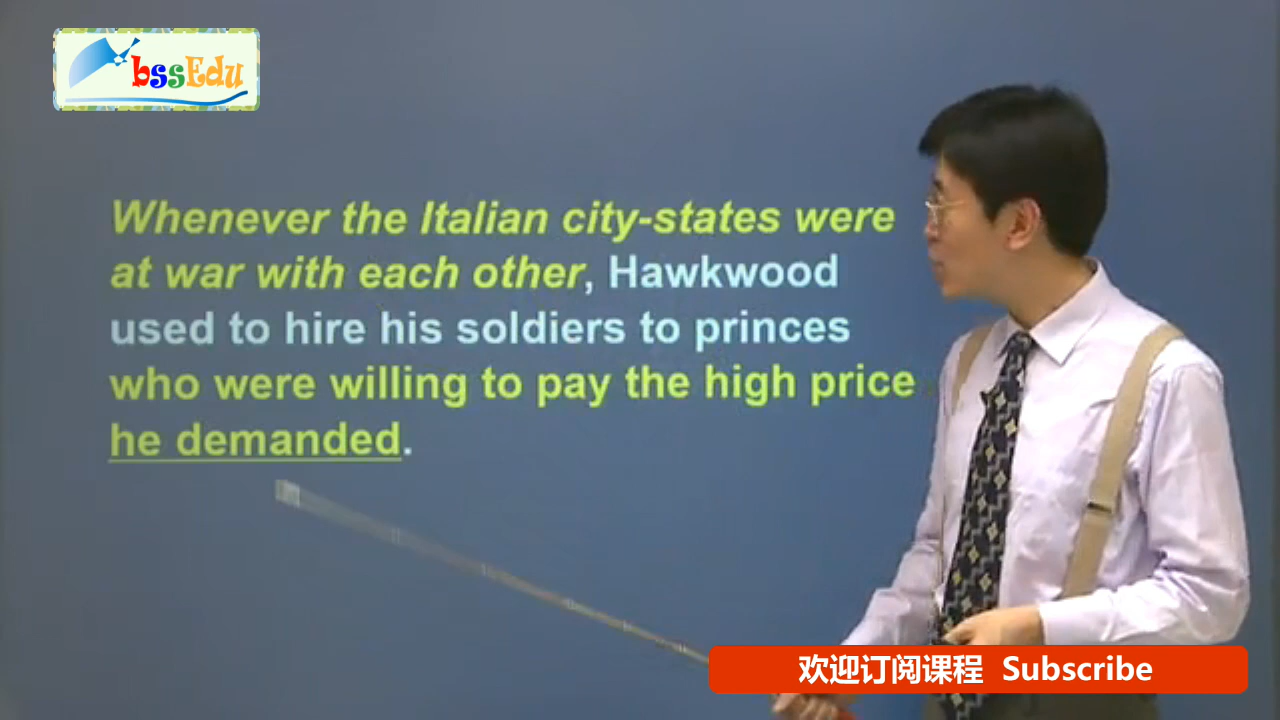 bssEdu
Whenever the Italian city-states were
at war with each other, Hawkwood
used to hire his soldiers to princes
who were willing to pay the high price
he demanded.
欢迎订阅课程 Subscribe